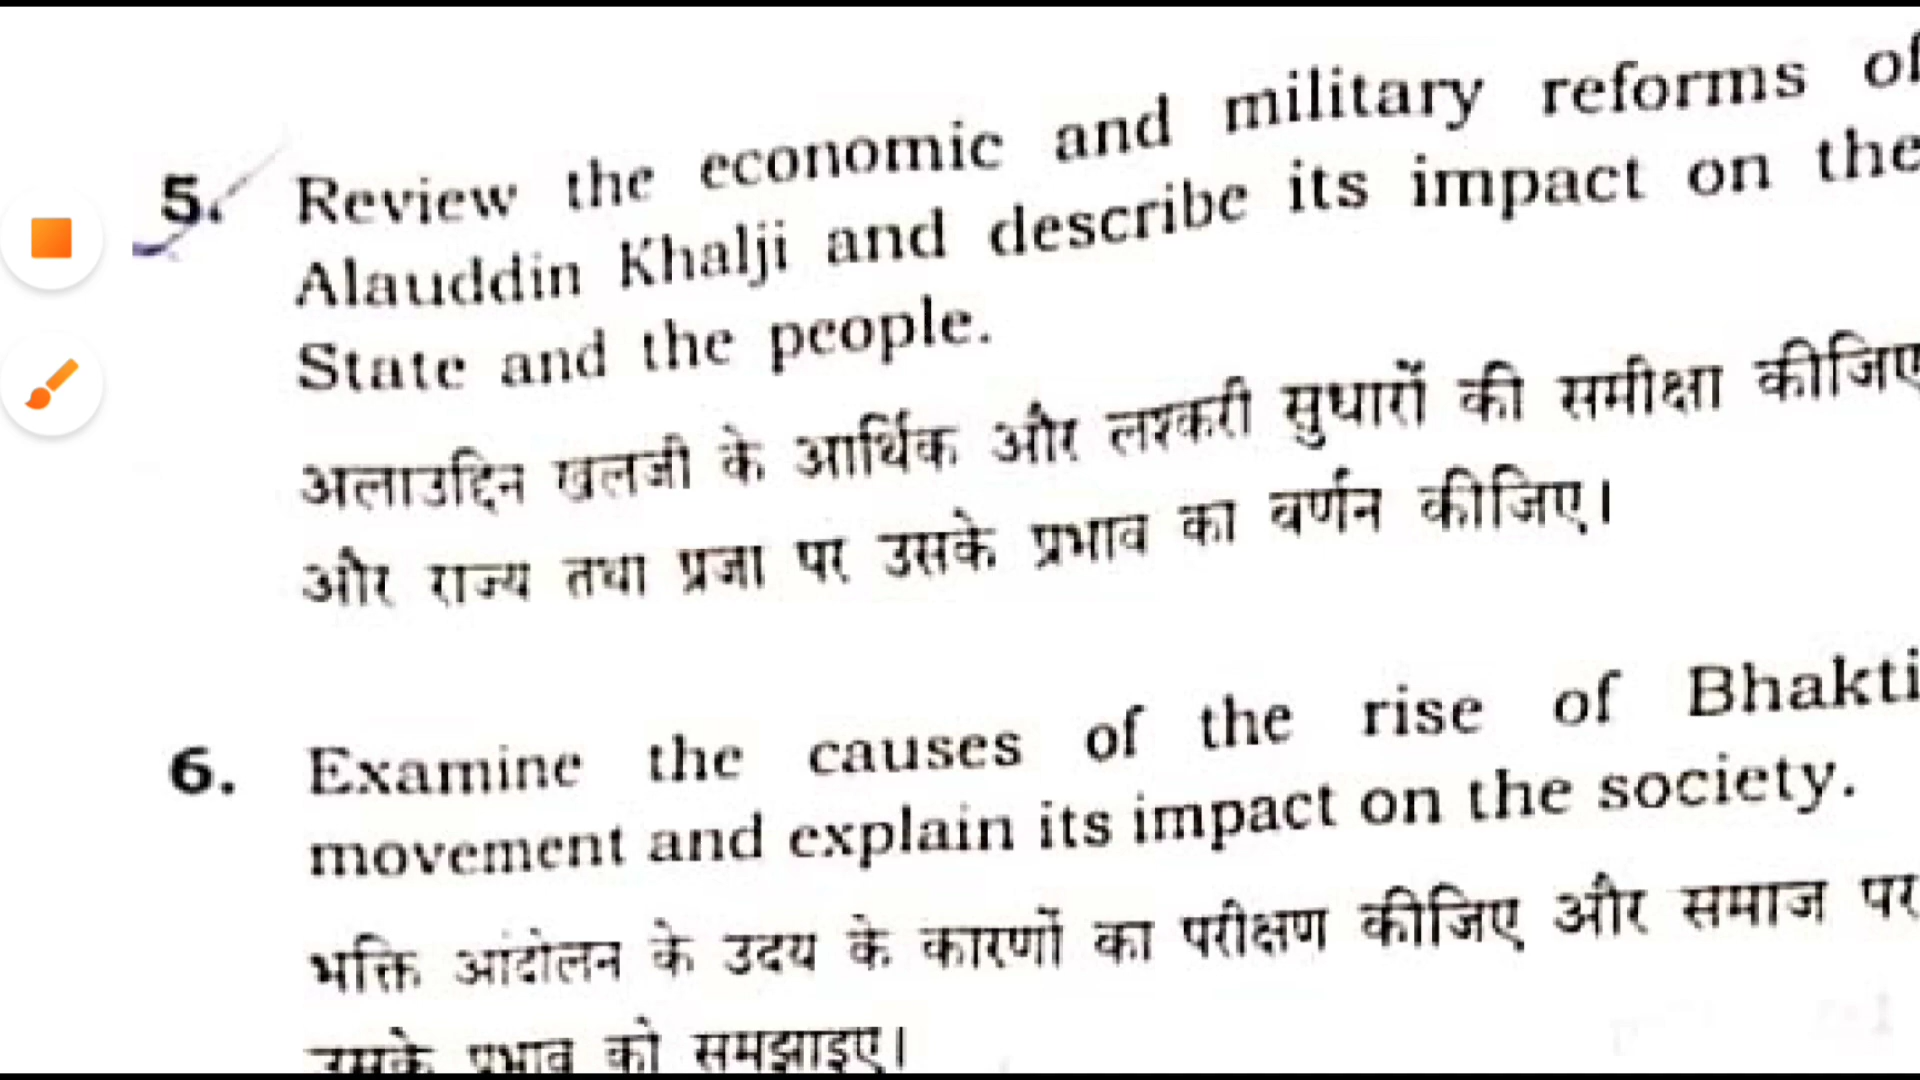 5. Review the economic and military reforms of
Alauddin Khalji and describe its impact on the
State and the people.
अलाउद्दिन खलजी के आर्थिक और लश्करी सुधारों की समीक्षा कीजिए
और राज्य तथा प्रजा पर उसके प्रभाव का वर्णन कीजिए।
6. Examine the causes of the rise of Bhakti
movement and explain its impact on the society.
भक्ति आंदोलन के उदय के कारणों का परीक्षण कीजिए और समाज पर
उसके प्रभाव को समझाइए।